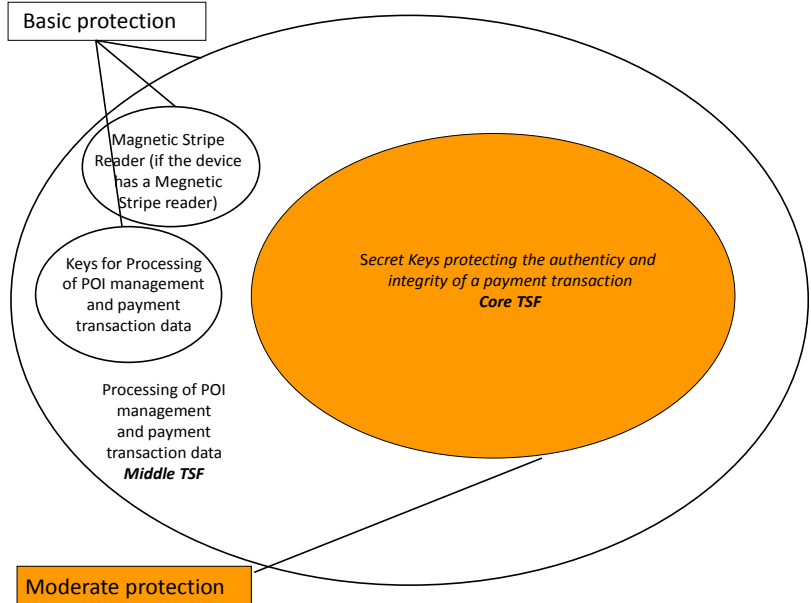 Basic protection
Magnetic Stripe
Reader (if the device
has a Megnetic
Stripe reader)
Keys for Processing
of POI management
and payment
transaction data
Secret Keys protecting the authenticy and
integrity of a payment transaction
Core TSF
Processing of POI
management
and payment
transaction data
Middle TSF
Moderate protection